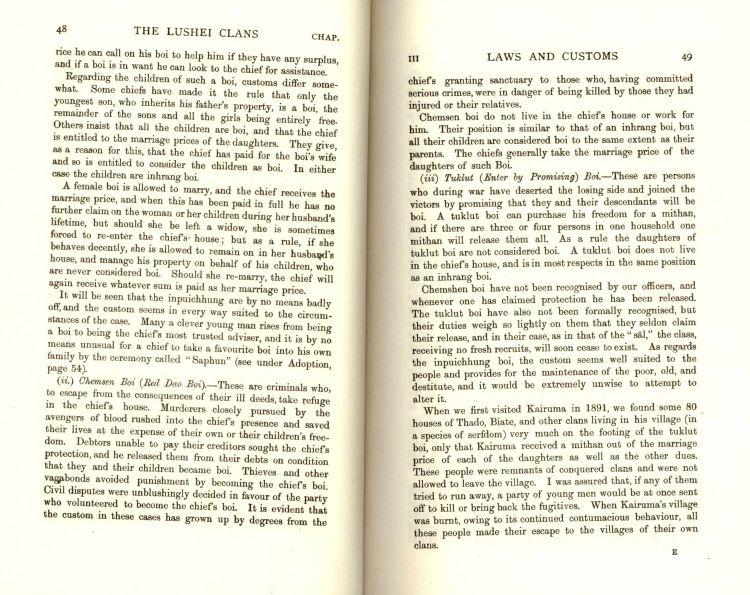 48 THE LUSHEI CLANS CHAP.
rice he can call on his boi to help him if they have any surplus,
and if a boi is in want he can look to the chief for assistance.
Regarding the children of such a boi, customs differ some-
what. Some chiefs have made it the rule that only the
youngest son, who inherits his father's property, is a boi, the
remainder of the sons and all the girls being entirely free.
Others insist that all the children are boi, and that the chief
is entitled to the marriage prices of the daughters. They give,
as a reason for this, that the chief has paid for the boi's wife
and so is entitled to consider the children as boi. In either
case the children are inhrang boi.
A female boi is allowed to marry, and the chief receives the
marriage price, and when this has been paid in full he has no
further claim on the woman or her children during her husband's
lifetime, but should she be left a widow, she is sometimes
forced to re-enter the chief's house; but as a rule, if she
behaves decently, she is allowed to remain on in her husband's
house, and manage his property on behalf of his children, who
are never considered boi. Should she re-marry, the chief will
again receive whatever sum is paid as her marriage price.
It will be seen that the inpuichhung are by no means badly
off, and the custom seems in every way suited to the circum-
stances of the case. Many a clever young man rises from being
a boi to being the chief's most trusted adviser, and it is by no
means unusual for a chief to take a favourite boi into his own
family by the ceremony called "Saphun" (see under Adoption,
page 54).
(ii.) Chemsen Boi (Red Dao Boi).—These are criminals who,
to escape from the consequences of their ill deeds, take refuge
in the chief's house. Murderers closely pursued by the
avengers of blood rushed into the chief's presence and saved
their lives at the expense of their own or their children's free-
dom. Debtors unable to pay their creditors sought the chief's
protection, and he released them from their debts on condition
that they and their children became boi. Thieves and other
vagabonds avoided punishment by becoming the chief's boi.
Civil disputes were unblushingly decided in favour of the party
who volunteered to become the chief's boi. It is evident that
the custom in these cases has grown up by degrees from the
III LAWS AND CUSTOMS 49
chief's granting sanctuary to those who, having committed
serious crimes, were in danger of being killed by those they had
injured or their relatives.
Chemsen boi do not live in the chief's house or work for
him. Their position is similar to that of an inhrang boi, but
all their children are considered boi to the same extent as their
parents. The chiefs generally take the marriage price of the
daughters of such Boi.
(iii) Tuklut (Enter by Promising) Boi.—These are persons
who during war have deserted the losing side and joined the
victors by promising that they and their descendants will be
boi. A tuklut boi can purchase his freedom for a mithan,
and if there are three or four persons in one household one
mithan will release them all. As a rule the daughters of
tuklut boi are not considered boi. A tuklut boi does not live
in the chief's house, and is in most respects in the same position
as an inhrang boi.
Chemshen boi have not been recognised by our officers, and
whenever one has claimed protection he has been released.
The tuklut boi have also not been formally recognised, but
their duties weigh so lightly on them that they seldon claim
their release, and in their case, as in that of the "sāl," the class,
receiving no fresh recruits, will soon cease to exist. As regards
the inpuichhung boi, the custom seems well suited to the
people and provides for the maintenance of the poor, old, and
destitute, and it would be extremely unwise to attempt to
alter it.
When we first visited Kairuma in 1891, we found some 80
houses of Thado, Biate, and other clans living in his village (in
a species of serfdom) very much on the footing of the tuklut
boi, only that Kairuma received a mithan out of the marriage
price of each of the daughters as well as the other dues.
These people were remnants of conquered clans and were not
allowed to leave the village. I was assured that, if any of them
tried to run away, a party of young men would be at once sent
off to kill or bring back the fugitives. When Kairuma's village
was burnt, owing to its continued contumacious behaviour, all
these people made their escape to the villages of their own
clans.
E